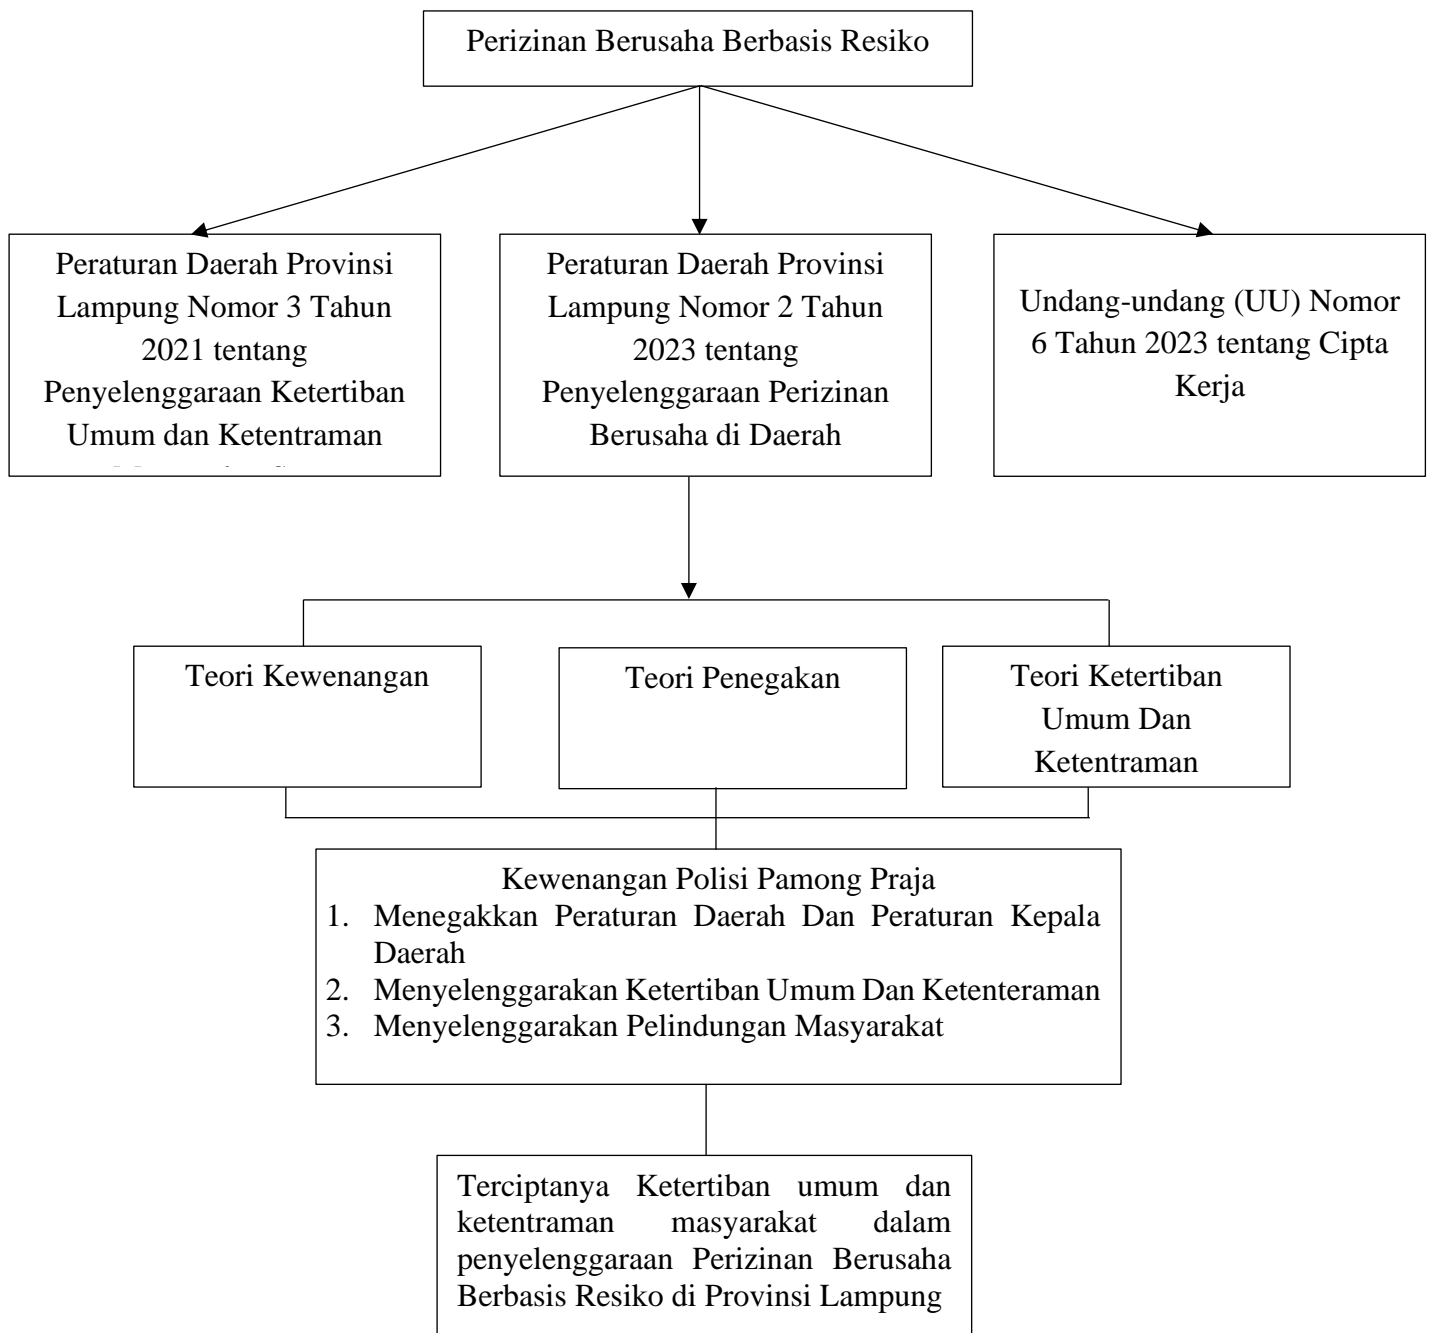 Perizinan Berusaha Berbasis Resiko
Peraturan Daerah Provinsi
Lampung Nomor 3 Tahun
2021 tentang
Penyelenggaraan Ketertiban
Umum dan Ketentraman
Peraturan Daerah Provinsi
Lampung Nomor 2 Tahun
2023 tentang
Penyelenggaraan Perizinan
Berusaha di Daerah
Undang-undang (UU) Nomor
6 Tahun 2023 tentang Cipta
Kerja
Teori Kewenangan
Teori Penegakan
Teori Ketertiban
Umum Dan
Ketentraman
Kewenangan Polisi Pamong Praja
1. Menegakkan Peraturan Daerah Dan Peraturan Kepala
Daerah
2. Menyelenggarakan Ketertiban Umum Dan Ketenteraman
3. Menyelenggarakan Pelindungan Masyarakat
Terciptanya Ketertiban umum dan
ketentraman masyarakat dalam
penyelenggaraan Perizinan Berusaha
Berbasis Resiko di Provinsi Lampung